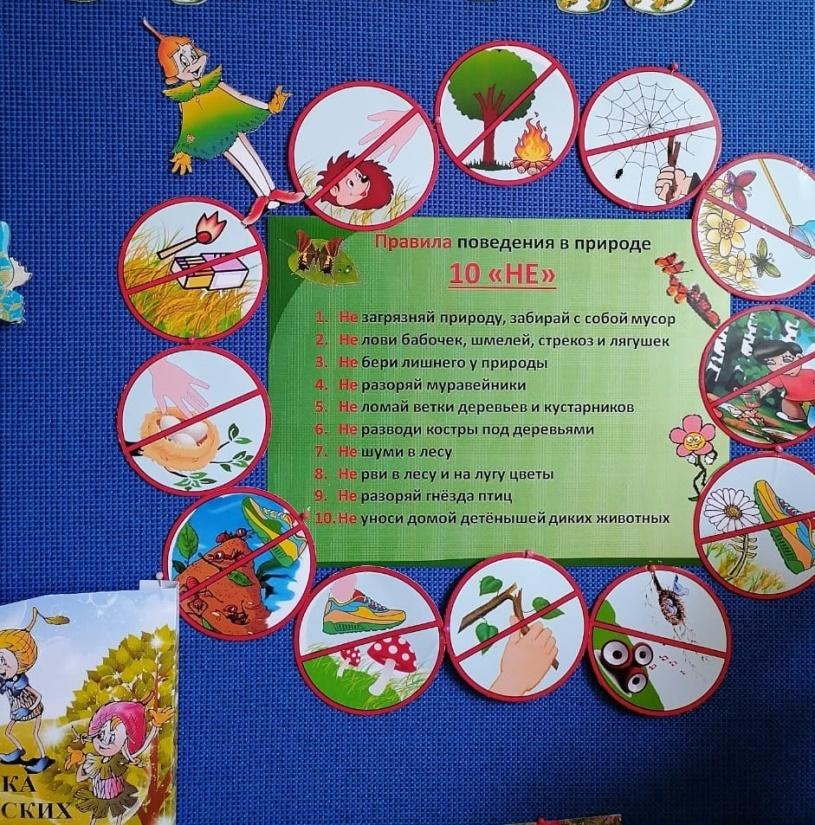 Правила поведения в природе
10 «НЕ»
1. Не загрязняй природу, забирай с собой мусор
2. Не лови бабочек, шмелей, стрекоз и лягушек
3. Не бери лишнего у природы
4. Не разоряй муравейники
5. Не ломай ветки деревьев и кустарников
6. Не разводи костры под деревьями
7. Не шуми в лесу
8. Не рви в лесу и на лугу цветы
9. Не разоряй гнёзда птиц
10. Не уноси домой детёнышей диких животных
КА
СКИХ